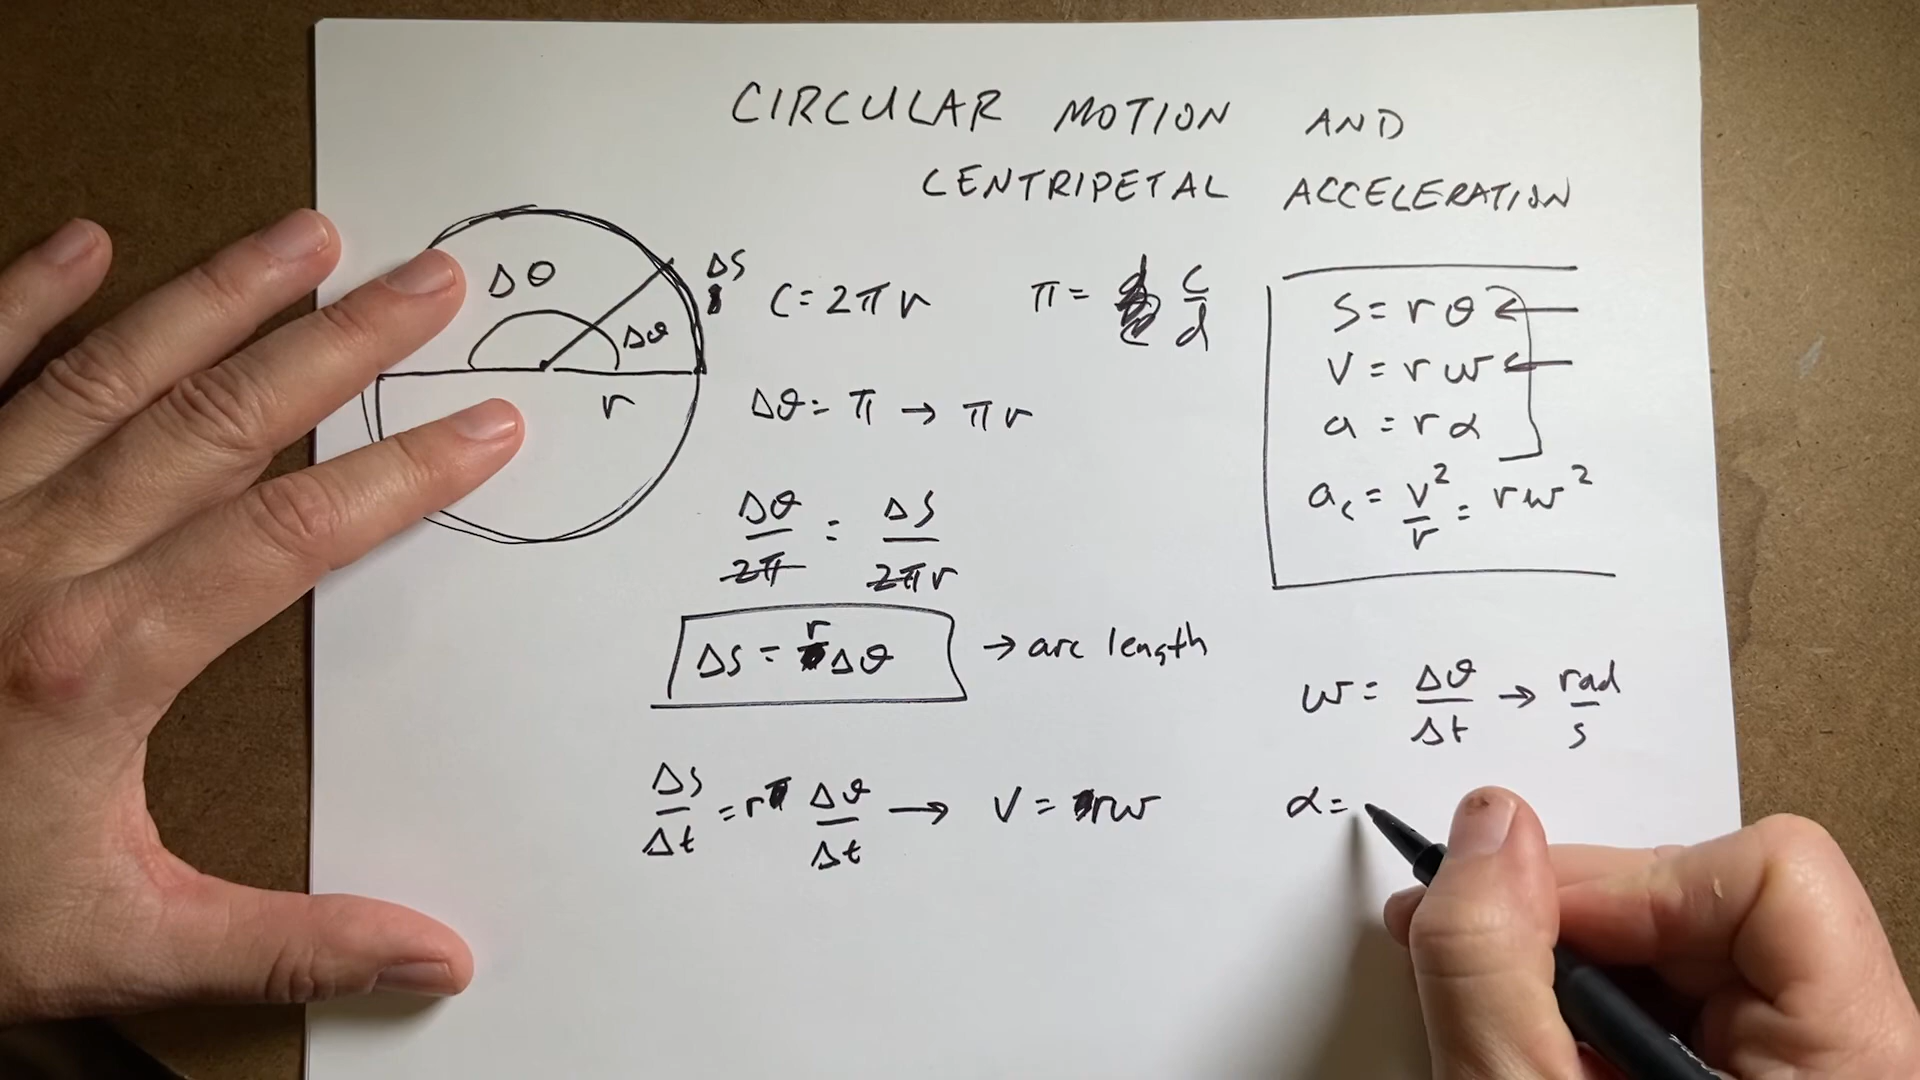 CIRCULAR MOTION AND
CENTRIPETAL ACCELERATION
Δθ
ΔS
Δθ
r
C = 2πr
π = c/d
Δθ = π → πr
Δθ/2π = ΔS/2πr
ΔS = rΔθ → arc length
ΔS/Δt = r Δθ/Δt → V = rω
S = rθ ←
V = rω ←
a = rα
a_c = v²/r = rω²
ω = Δθ/Δt → rad/s
α =